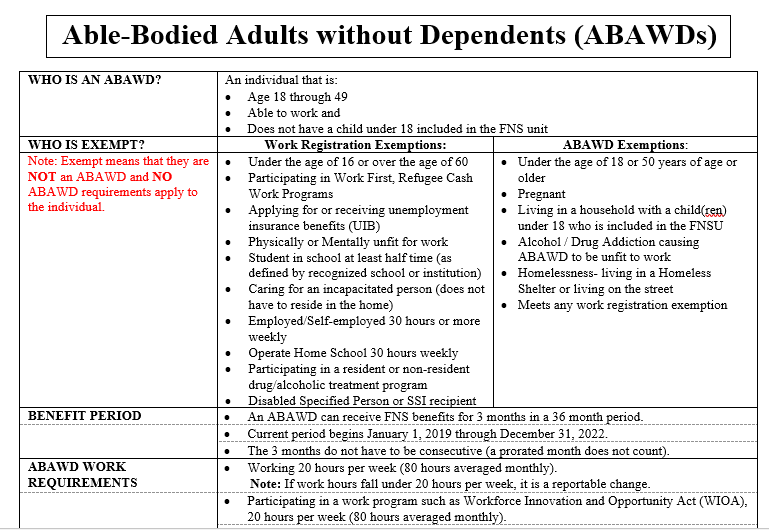 Able-Bodied Adults without Dependents (ABAWDs)
WHO IS AN ABAWD?
An individual that is:
• Age 18 through 49
• Able to work and
• Does not have a child under 18 included in the FNS unit
WHO IS EXEMPT?
Note: Exempt means that they are
NOT an ABAWD and NO
ABAWD requirements apply to
the individual.
Work Registration Exemptions:
• Under the age of 16 or over the age of 60
• Participating in Work First, Refugee Cash
Work Programs
• Applying for or receiving unemployment
insurance benefits (UIB)
• Physically or Mentally unfit for work
• Student in school at least half time (as
defined by recognized school or institution)
• Caring for an incapacitated person (does not
have to reside in the home)
• Employed/Self-employed 30 hours or more
weekly
• Operate Home School 30 hours weekly
• Participating in a resident or non-resident
drug/alcoholic treatment program
• Disabled Specified Person or SSI recipient
ABAWD Exemptions:
• Under the age of 18 or 50 years of age or
older
• Pregnant
• Living in a household with a child(ren)
under 18 who is included in the FNSU
• Alcohol / Drug Addiction causing
ABAWD to be unfit to work
• Homelessness- living in a Homeless
Shelter or living on the street
• Meets any work registration exemption
BENEFIT PERIOD
• An ABAWD can receive FNS benefits for 3 months in a 36 month period.
• Current period begins January 1, 2019 through December 31, 2022.
• The 3 months do not have to be consecutive (a prorated month does not count).
ABAWD WORK
REQUIREMENTS
• Working 20 hours per week (80 hours averaged monthly).
Note: If work hours fall under 20 hours per week, it is a reportable change.
• Participating in a work program such as Workforce Innovation and Opportunity Act (WIOA),
20 hours per week (80 hours averaged monthly).